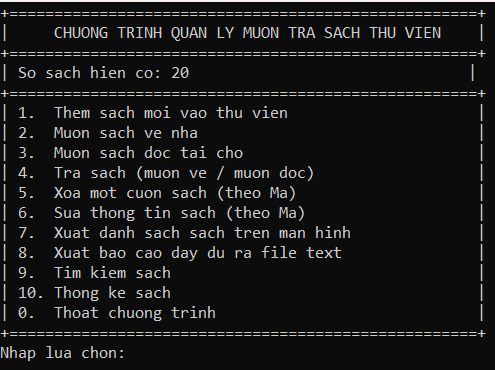 +====================================================+
|     CHUONG TRINH QUAN LY MUON TRA SACH THU VIEN    |
+====================================================+
| So sach hien co: 20                               |
+====================================================+
| 1.  Them sach moi vao thu vien                     |
| 2.  Muon sach ve nha                               |
| 3.  Muon sach doc tai cho                          |
| 4.  Tra sach (muon ve / muon doc)                  |
| 5.  Xoa mot cuon sach (theo Ma)                    |
| 6.  Sua thong tin sach (theo Ma)                   |
| 7.  Xuat danh sach sach tren man hinh              |
| 8.  Xuat bao cao day du ra file text               |
| 9.  Tim kiem sach                                  |
| 10. Thong ke sach                                  |
| 0.  Thoat chuong trinh                             |
+====================================================+
Nhap lua chon: